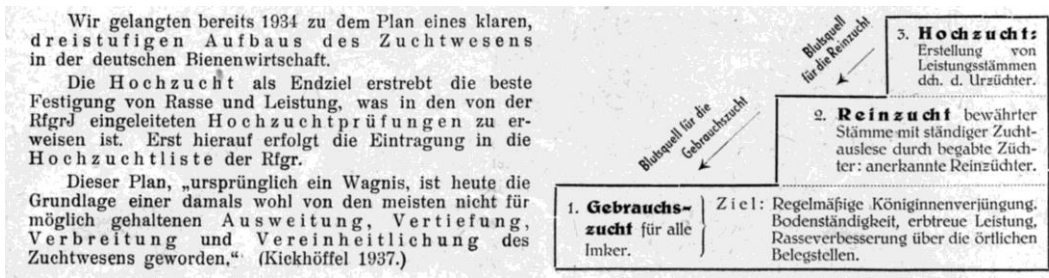 Wir gelangten bereits 1934 zu dem Plan eines klaren,
dreistufigen Aufbaus des Zuchtwesens
in der deutschen Bienenwirtschaft.
Die Hochzucht als Endziel erstrebt die beste
Festigung von Rasse und Leistung, was in den von der
RfgrJ eingeleiteten Hochzuchtprüfungen zu er-
weisen ist. Erst hierauf erfolgt die Eintragung in die
Hochzuchtliste der Rfgr.
Dieser Plan, „ursprünglich ein Wagnis, ist heute die
Grundlage einer damals wohl von den meisten nicht für
möglich gehaltenen Ausweitung, Vertiefung,
Verbreitung und Vereinheitlichung des
Zuchtwesens geworden,“ (Kickhöffel 1937.)
Blutsquell
für die Reinzucht
3. Hochzucht:
Erstellung von
Leistungsstämmen
dch. d. Urzüchter.
Blutsquell für die
Gebrauchszucht
2. Reinzucht bewährter
Stämme mit ständiger Zucht-
auslese durch begabte Züch-
ter: anerkannte Reinzüchter.
1. Gebrauchs-
zucht für alle
Imker.
Ziel: Regelmäßige Königinnenverjüngung.
Bodenständigkeit, erbtreue Leistung,
Rasseverbesserung über die örtlichen
Belegstellen.